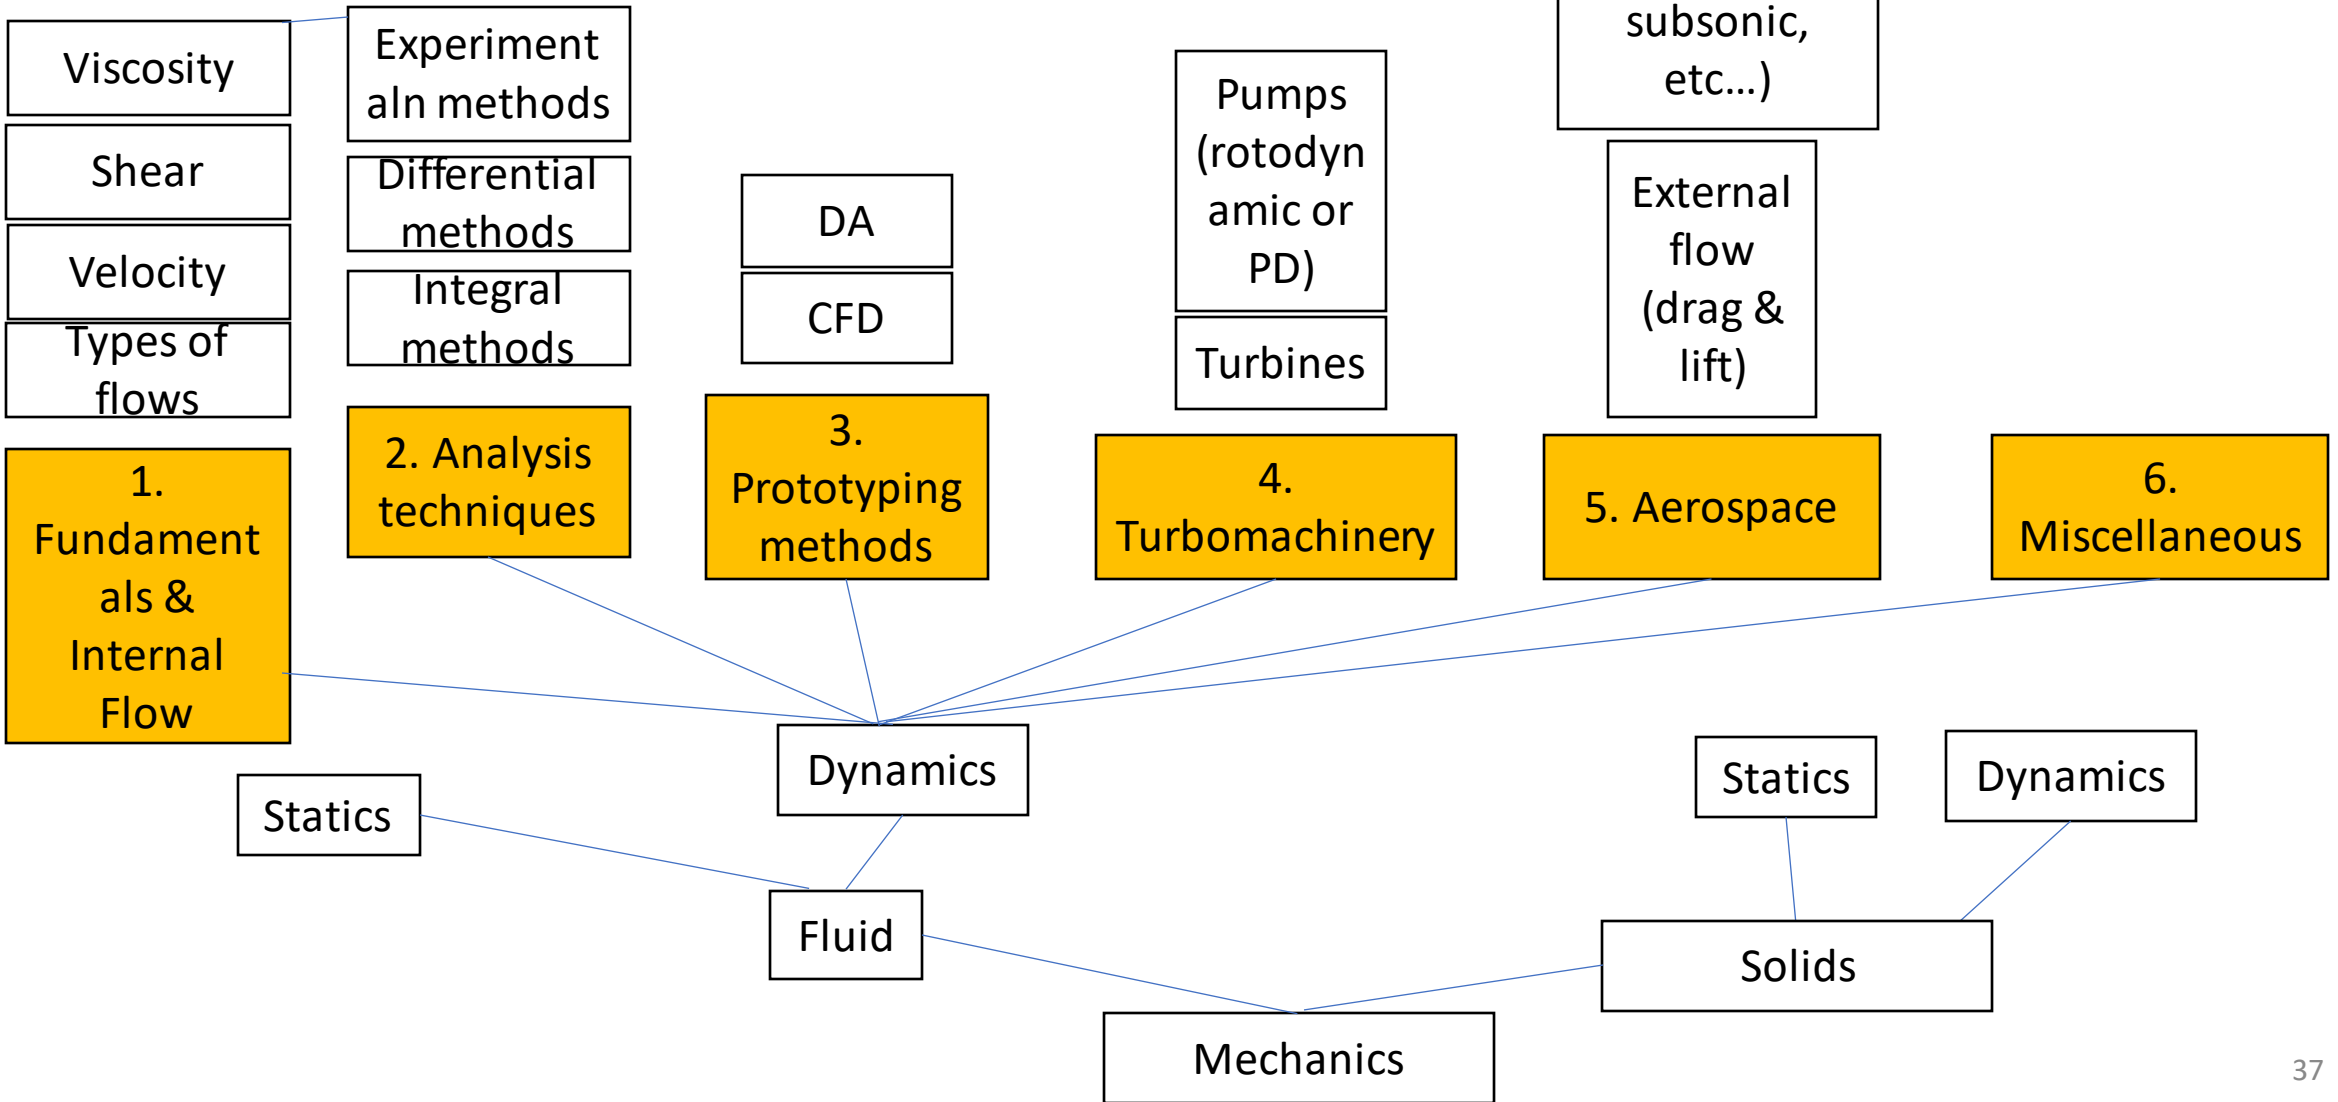 Viscosity
Shear
Velocity
Types of
flows
1.
Fundament
als &
Internal
Flow
Experiment
aln methods
Differential
methods
Integral
methods
2. Analysis
techniques
DA
CFD
3.
Prototyping
methods
Pumps
(rotodyn
amic or
PD)
Turbines
4.
Turbomachinery
subsonic,
etc...)
External
flow
(drag &
lift)
5. Aerospace
6.
Miscellaneous
Statics
Dynamics
Statics
Dynamics
Fluid
Solids
Mechanics
37